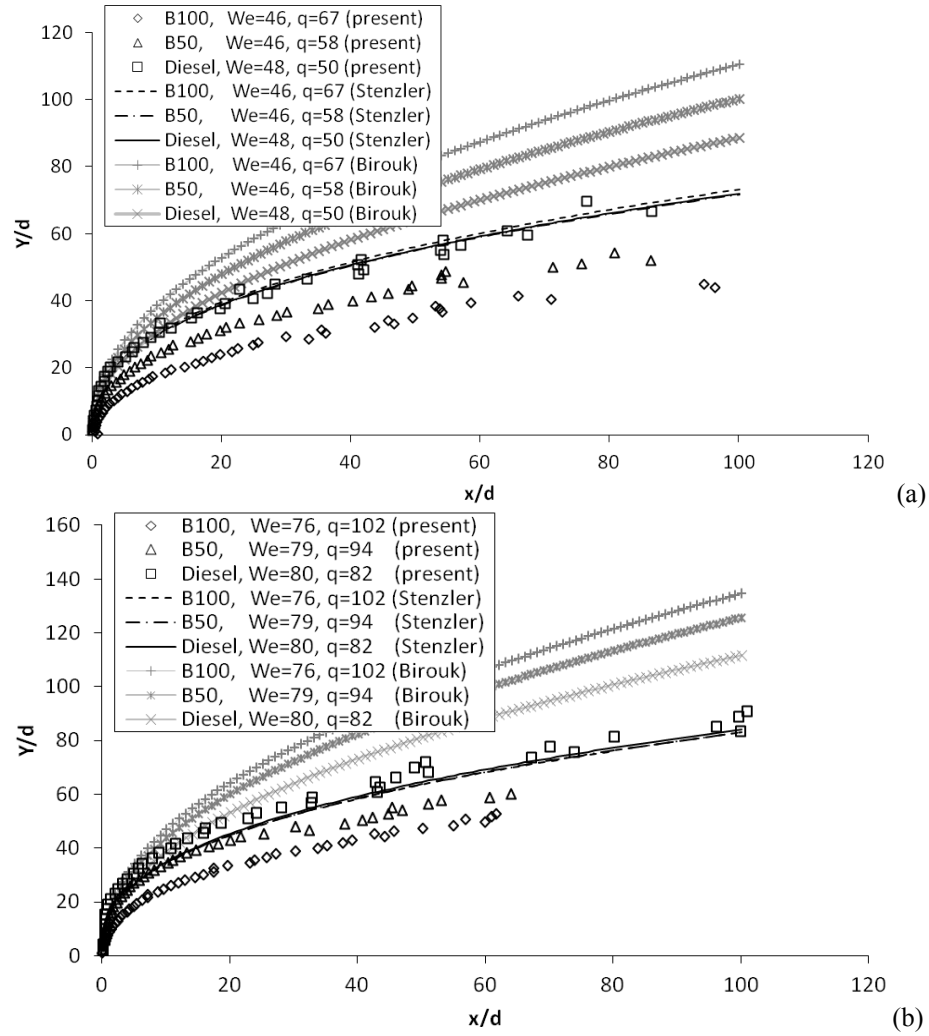 120
100
80
60
40
20
0
Y/d
B100, We=46, q=67 (present)
B50, We=46, q=58 (present)
Diesel, We=48, q=50 (present)
B100, We=46, q=67 (Stenzler)
B50, We=46, q=58 (Stenzler)
Diesel, We=48, q=50 (Stenzler)
B100, We=46, q=67 (Birouk)
B50, We=46, q=58 (Birouk)
Diesel, We=48, q=50 (Birouk)
0 20 40 60 80 100 120
x/d
(a)
160
140
120
100
80
60
40
20
0
Y/d
B100, We=76, q=102 (present)
B50, We=79, q=94 (present)
Diesel, We=80, q=82 (present)
B100, We=76, q=102 (Stenzler)
B50, We=79, q=94 (Stenzler)
Diesel, We=80, q=82 (Stenzler)
B100, We=76, q=102 (Birouk)
B50, We=79, q=94 (Birouk)
Diesel, We=80, q=82 (Birouk)
0 20 40 60 80 100 120
x/d
(b)